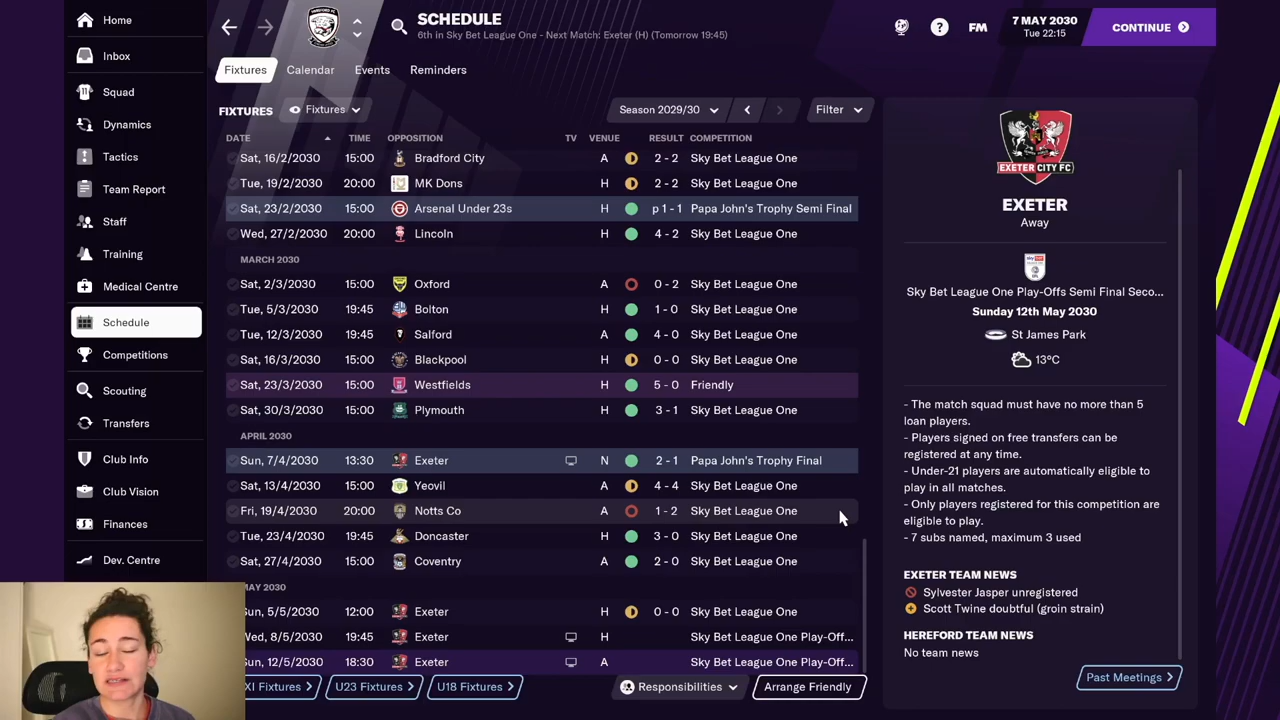 Home
Inbox
Squad
Dynamics
Tactics
Team Report
Staff
Training
Medical Centre
Schedule
Competitions
Scouting
Transfers
Club Info
Club Vision
Finances
Dev. Centre
SCHEDULE
6th in Sky Bet League One - Next Match: Exeter (H) (Tomorrow 19:45)
FM
7 MAY 2030
Tue 22:15
CONTINUE
Fixtures Calendar Events Reminders
FIXTURES Fixtures Season 2029/30 Filter
DATE TIME OPPOSITION TV VENUE RESULT COMPETITION
Sat, 16/2/2030 15:00 Bradford City A 2 - 2 Sky Bet League One
Tue, 19/2/2030 20:00 MK Dons H 2 - 2 Sky Bet League One
Sat, 23/2/2030 15:00 Arsenal Under 23s H p 1 - 1 Papa John's Trophy Semi Final
Wed, 27/2/2030 20:00 Lincoln H 4 - 2 Sky Bet League One
MARCH 2030
Sat, 2/3/2030 15:00 Oxford A 0 - 2 Sky Bet League One
Tue, 5/3/2030 19:45 Bolton H 1 - 0 Sky Bet League One
Tue, 12/3/2030 19:45 Salford A 4 - 0 Sky Bet League One
Sat, 16/3/2030 15:00 Blackpool A 0 - 0 Sky Bet League One
Sat, 23/3/2030 15:00 Westfields H 5 - 0 Friendly
Sat, 30/3/2030 15:00 Plymouth H 3 - 1 Sky Bet League One
APRIL 2030
Sun, 7/4/2030 13:30 Exeter N 2 - 1 Papa John's Trophy Final
Sat, 13/4/2030 15:00 Yeovil A 4 - 4 Sky Bet League One
Fri, 19/4/2030 20:00 Notts Co A 1 - 2 Sky Bet League One
Tue, 23/4/2030 19:45 Doncaster H 3 - 0 Sky Bet League One
Sat, 27/4/2030 15:00 Coventry A 2 - 0 Sky Bet League One
MAY 2030
Sun, 5/5/2030 12:00 Exeter H 0 - 0 Sky Bet League One
Wed, 8/5/2030 19:45 Exeter H Sky Bet League One Play-Off...
Sun, 12/5/2030 18:30 Exeter A Sky Bet League One Play-Off...
XI Fixtures U23 Fixtures U18 Fixtures Responsibilities Arrange Friendly
EXETER CITY FC
EXETER
Away
Sky Bet League One Play-Offs Semi Final Seco...
Sunday 12th May 2030
St James Park
13°C
- The match squad must have no more than 5
loan players.
- Players signed on free transfers can be
registered at any time.
- Under-21 players are automatically eligible to
play in all matches.
- Only players registered for this competition are
eligible to play.
- 7 subs named, maximum 3 used
EXETER TEAM NEWS
Sylvester Jasper unregistered
Scott Twine doubtful (groin strain)
HEREFORD TEAM NEWS
No team news
Past Meetings